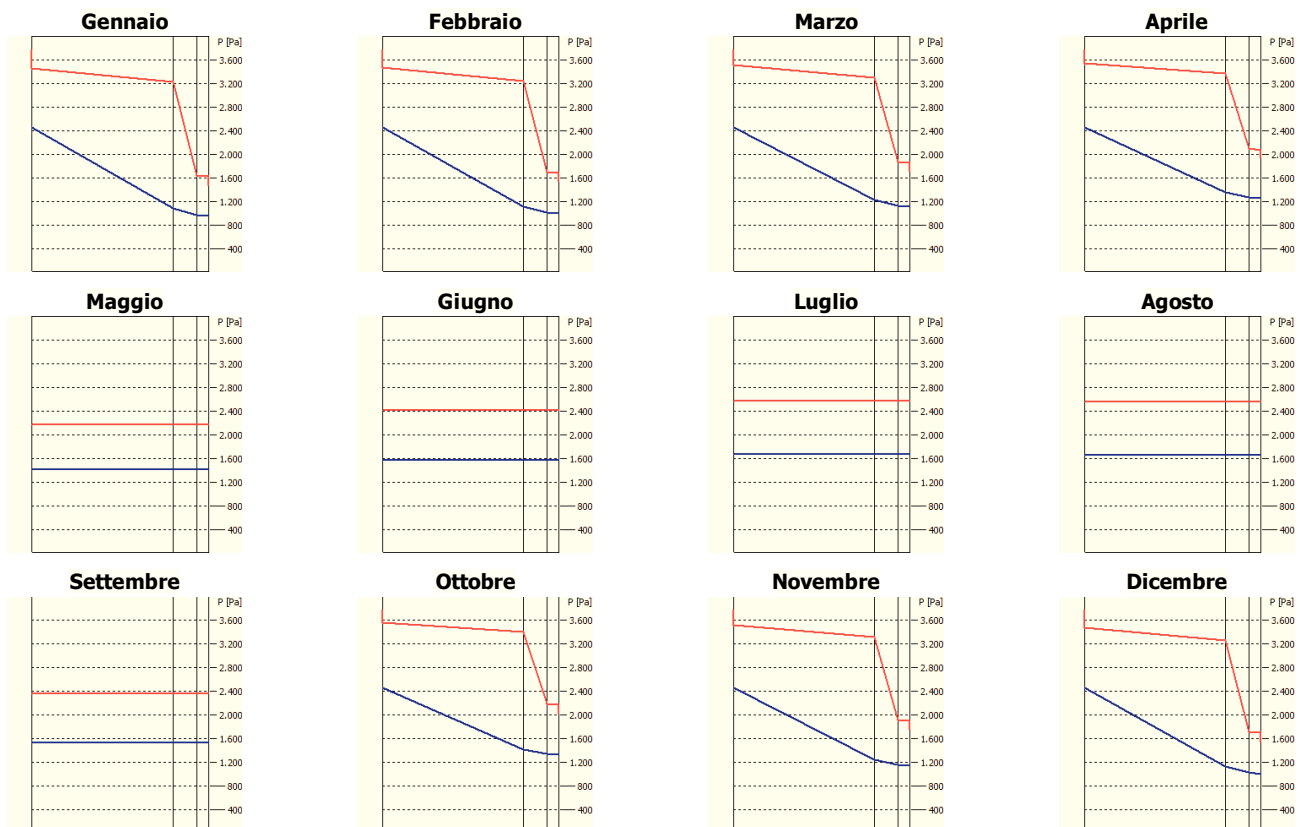 Gennaio Febbraio Marzo Aprile
P [Pa] P [Pa] P [Pa] P [Pa]
3.600 3.600 3.600 3.600
3.200 3.200 3.200 3.200
2.800 2.800 2.800 2.800
2.400 2.400 2.400 2.400
2.000 2.000 2.000 2.000
1.600 1.600 1.600 1.600
1.200 1.200 1.200 1.200
800 800 800 800
400 400 400 400
Maggio Giugno Luglio Agosto
P [Pa] P [Pa] P [Pa] P [Pa]
3.600 3.600 3.600 3.600
3.200 3.200 3.200 3.200
2.800 2.800 2.800 2.800
2.400 2.400 2.400 2.400
2.000 2.000 2.000 2.000
1.600 1.600 1.600 1.600
1.200 1.200 1.200 1.200
800 800 800 800
400 400 400 400
Settembre Ottobre Novembre Dicembre
P [Pa] P [Pa] P [Pa] P [Pa]
3.600 3.600 3.600 3.600
3.200 3.200 3.200 3.200
2.800 2.800 2.800 2.800
2.400 2.400 2.400 2.400
2.000 2.000 2.000 2.000
1.600 1.600 1.600 1.600
1.200 1.200 1.200 1.200
800 800 800 800
400 400 400 400